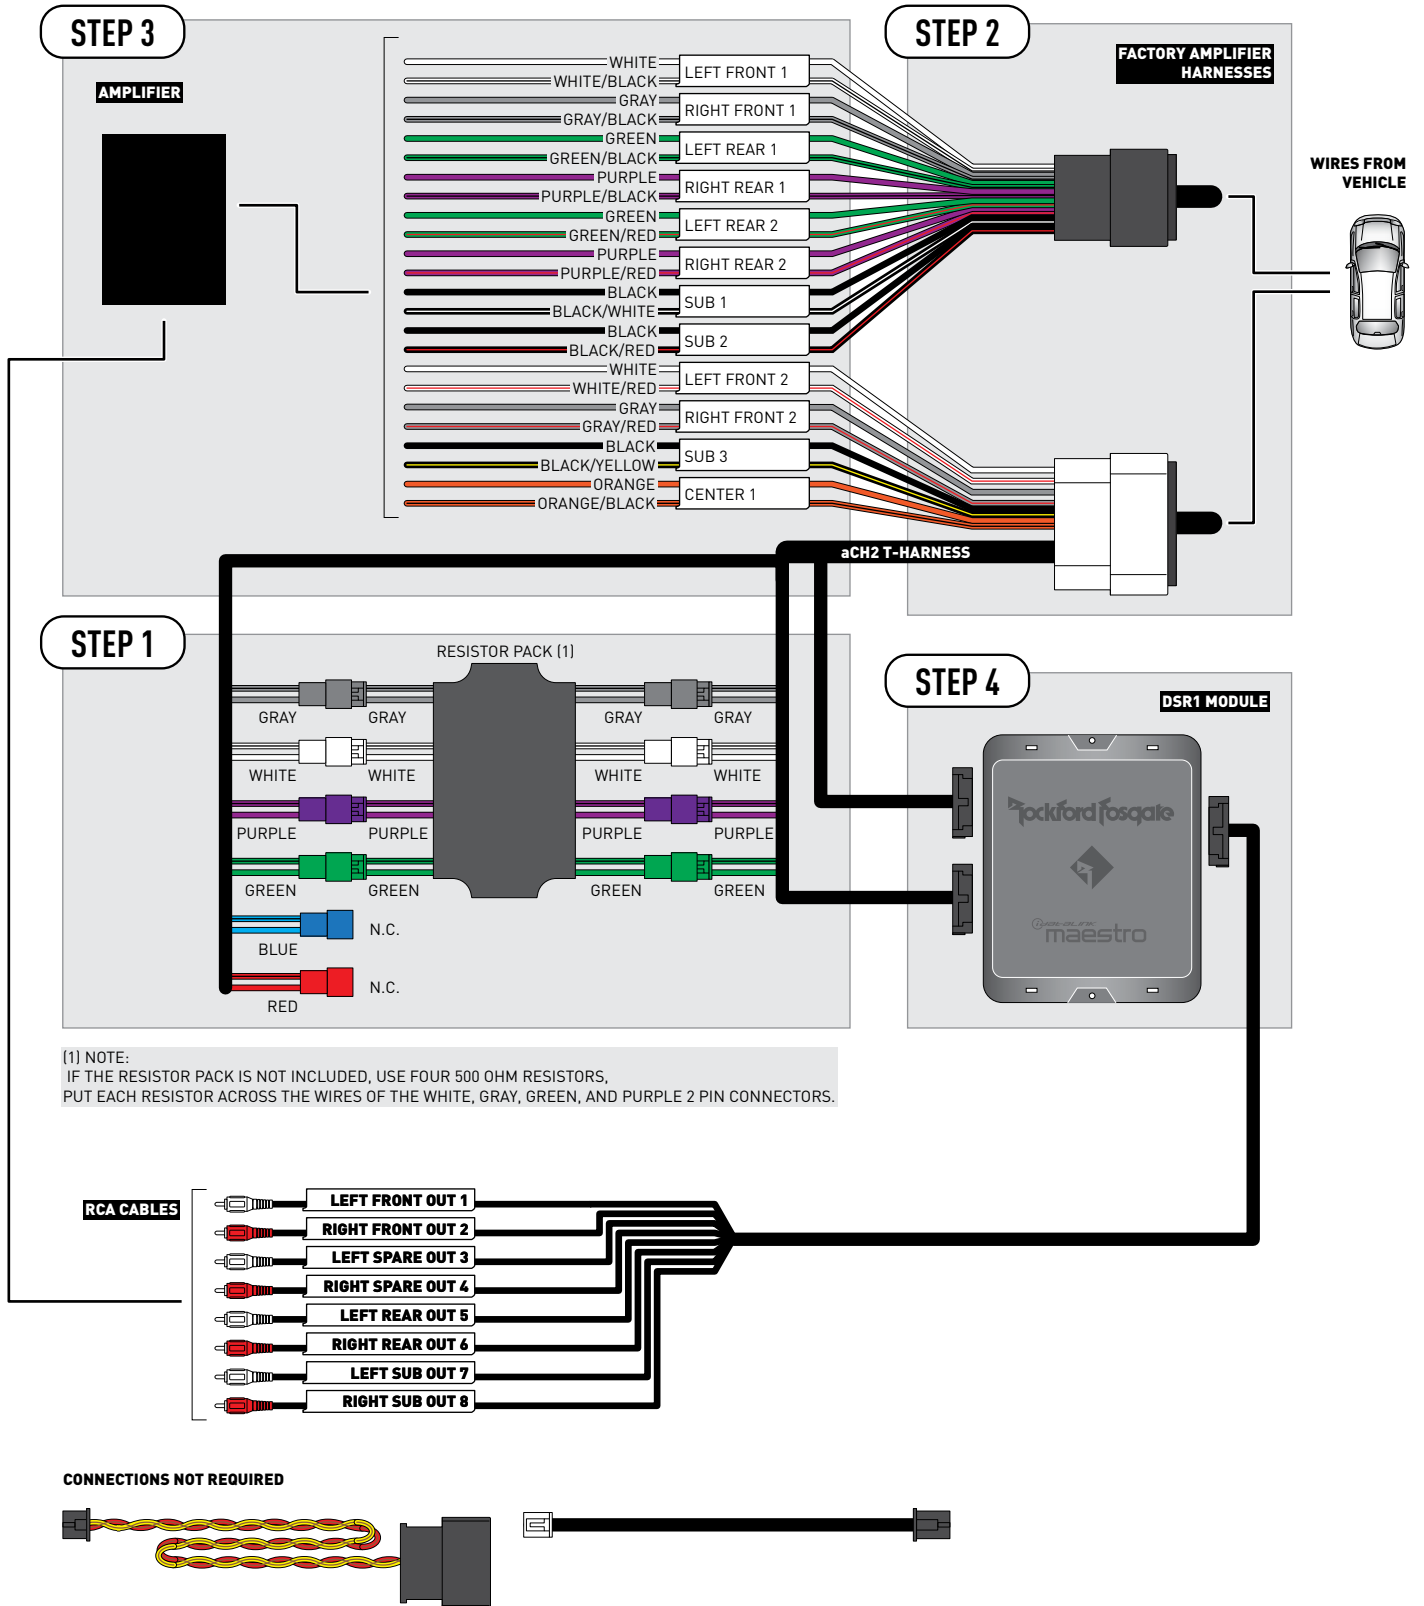 STEP 3
AMPLIFIER
WHITE
WHITE/BLACK
LEFT FRONT 1
GRAY
GRAY/BLACK
RIGHT FRONT 1
GREEN
GREEN/BLACK
LEFT REAR 1
PURPLE
PURPLE/BLACK
RIGHT REAR 1
GREEN
GREEN/RED
LEFT REAR 2
PURPLE
PURPLE/RED
RIGHT REAR 2
BLACK
BLACK/WHITE
SUB 1
BLACK
BLACK/RED
SUB 2
WHITE
WHITE/RED
LEFT FRONT 2
GRAY
GRAY/RED
RIGHT FRONT 2
BLACK
BLACK/YELLOW
SUB 3
ORANGE
ORANGE/BLACK
CENTER 1
STEP 2
FACTORY AMPLIFIER
HARNESSES
WIRES FROM
VEHICLE
aCH2 T-HARNESS
STEP 1
RESISTOR PACK (1)
GRAY GRAY GRAY GRAY
WHITE WHITE WHITE WHITE
PURPLE PURPLE PURPLE PURPLE
GREEN GREEN GREEN GREEN
N.C.
BLUE
N.C.
RED
STEP 4
DSR1 MODULE
Rockford Fosgate
iDatalink
maestro
(1) NOTE:
IF THE RESISTOR PACK IS NOT INCLUDED, USE FOUR 500 OHM RESISTORS,
PUT EACH RESISTOR ACROSS THE WIRES OF THE WHITE, GRAY, GREEN, AND PURPLE 2 PIN CONNECTORS.
RCA CABLES
LEFT FRONT OUT 1
RIGHT FRONT OUT 2
LEFT SPARE OUT 3
RIGHT SPARE OUT 4
LEFT REAR OUT 5
RIGHT REAR OUT 6
LEFT SUB OUT 7
RIGHT SUB OUT 8
CONNECTIONS NOT REQUIRED